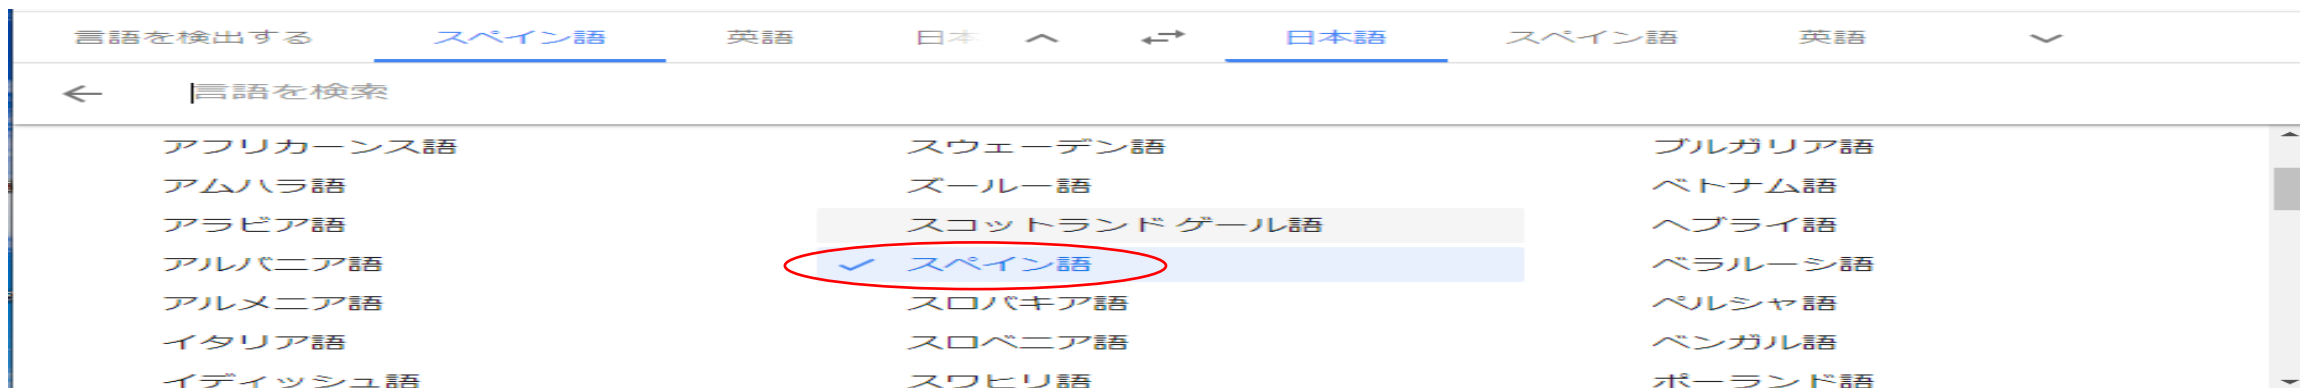 言語を検出する スペイン語 英語 日本 日本語 スペイン語 英語
言語を検索
アフリカーンス語 スウェーデン語 ブルガリア語
アムハラ語 ズールー語 ベトナム語
アラビア語 スコットランド ゲール語 ヘブライ語
アルバニア語 スペイン語 ベラルーシ語
アルメニア語 スロバキア語 ペルシャ語
イタリア語 スロベニア語 ベンガル語
イディッシュ語 スワヒリ語 ポーランド語